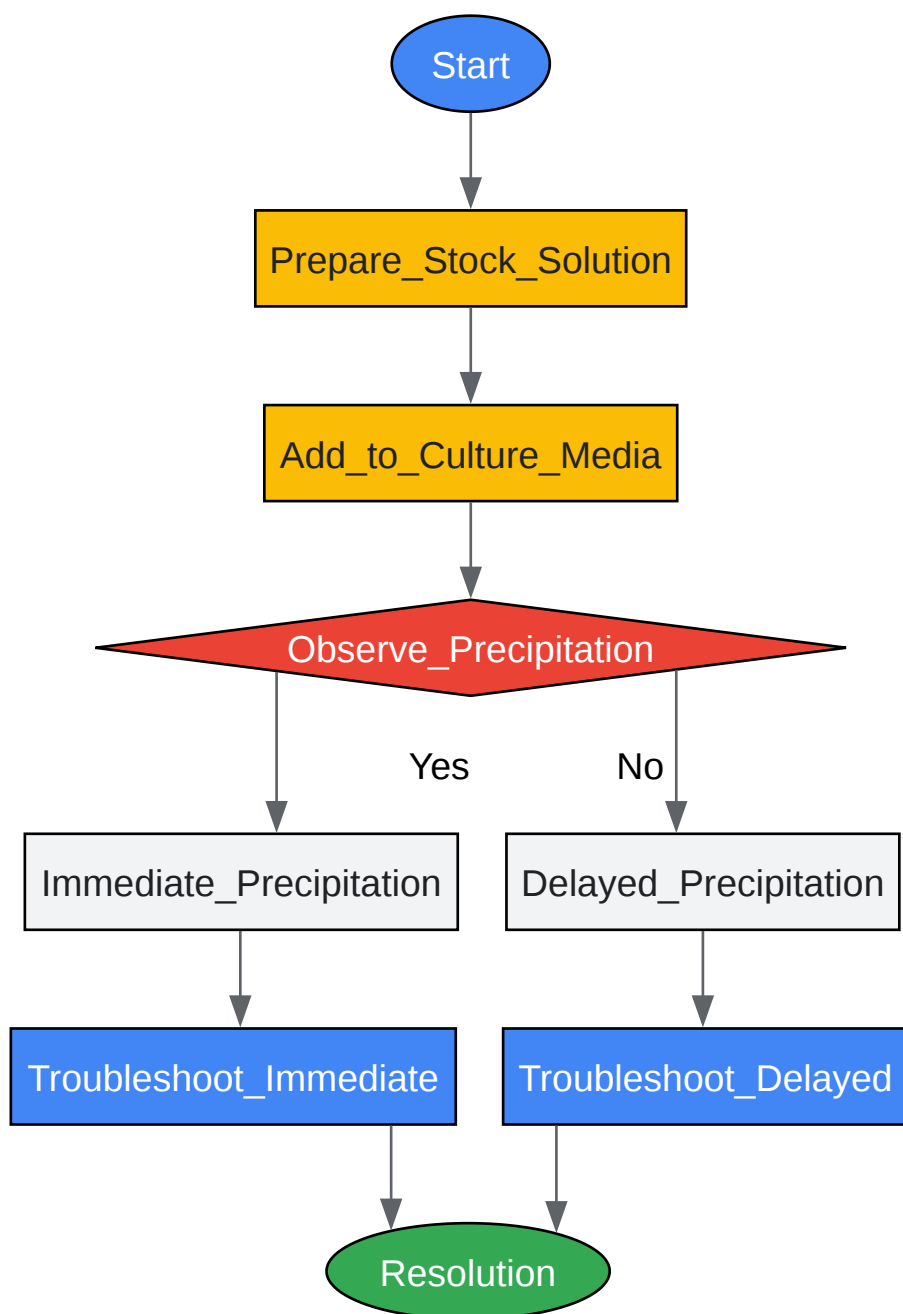 Start
Prepare_Stock_Solution
Add_to_Culture_Media
Observe_Precipitation
Yes
No
Immediate_Precipitation
Delayed_Precipitation
Troubleshoot_Immediate
Troubleshoot_Delayed
Resolution